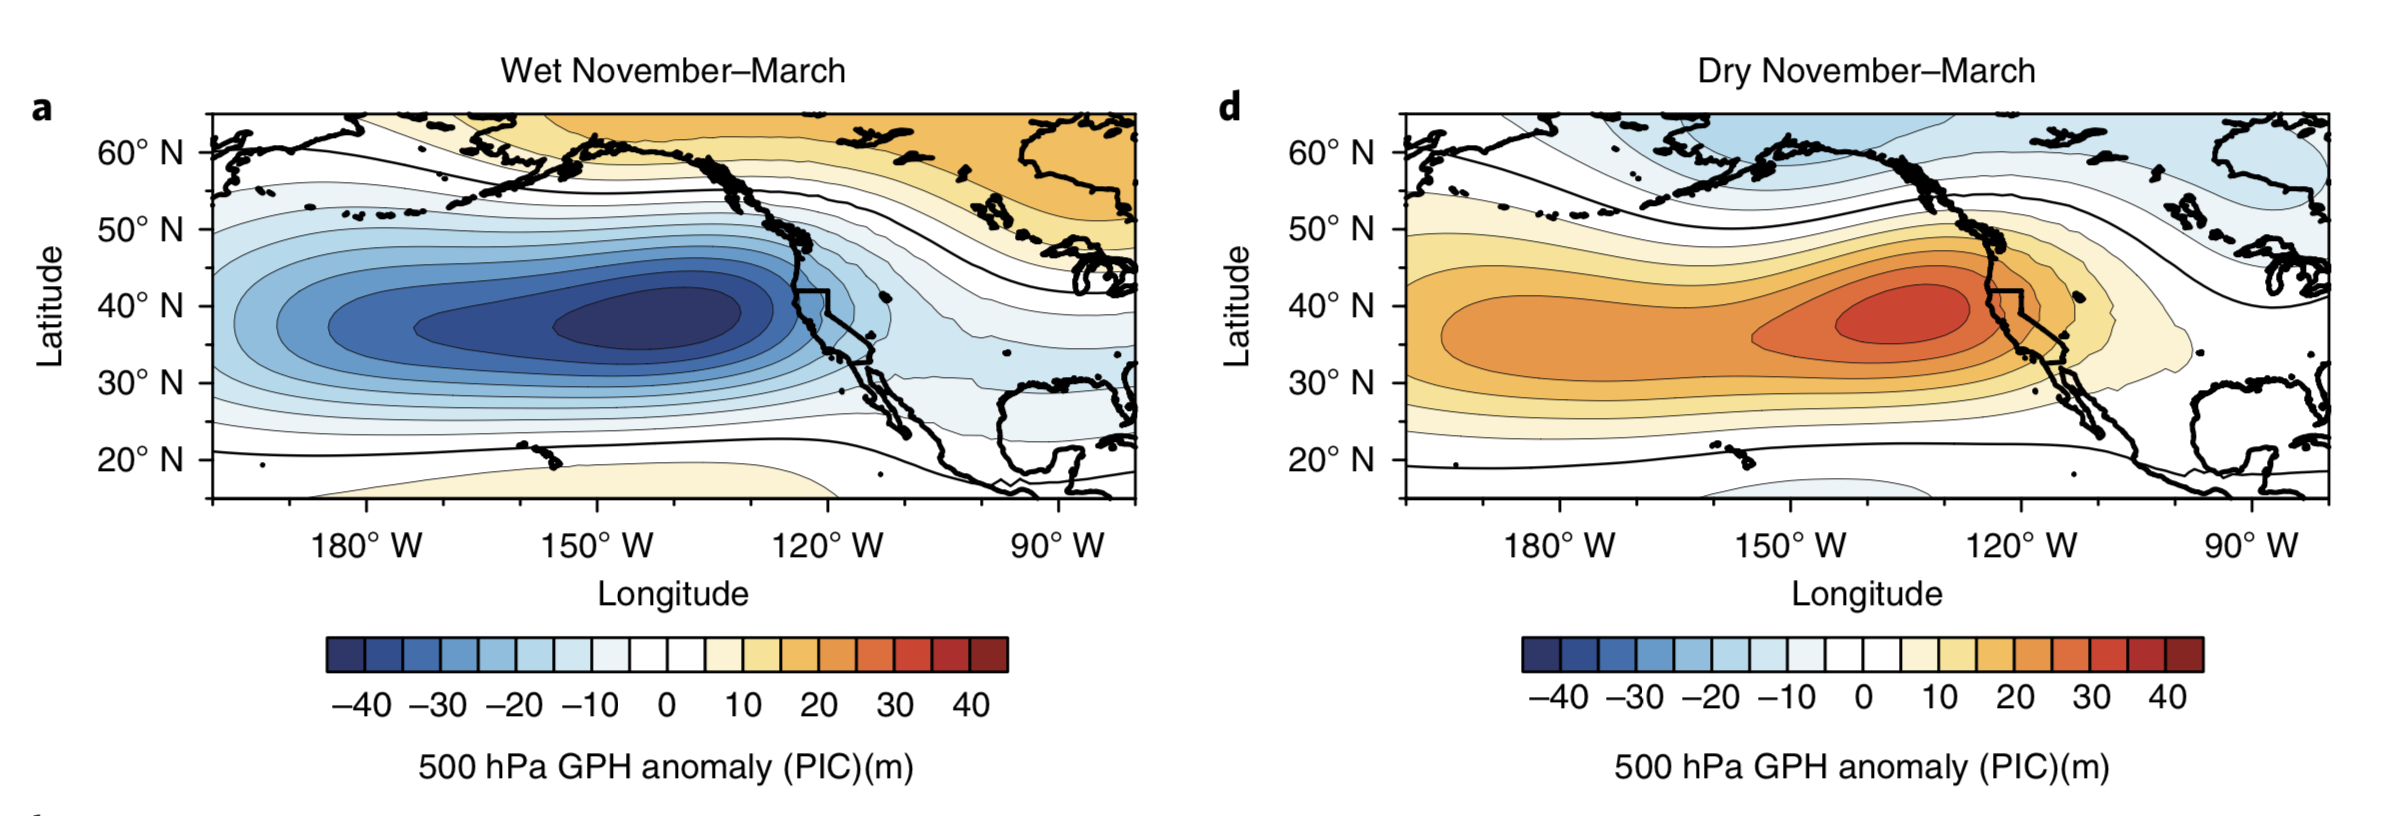 a
Wet November–March
60° N
50° N
40° N
30° N
20° N
Latitude
180° W 150° W 120° W 90° W
Longitude
–40 –30 –20 –10 0 10 20 30 40
500 hPa GPH anomaly (PIC)(m)
d
Dry November–March
60° N
50° N
40° N
30° N
20° N
Latitude
180° W 150° W 120° W 90° W
Longitude
–40 –30 –20 –10 0 10 20 30 40
500 hPa GPH anomaly (PIC)(m)